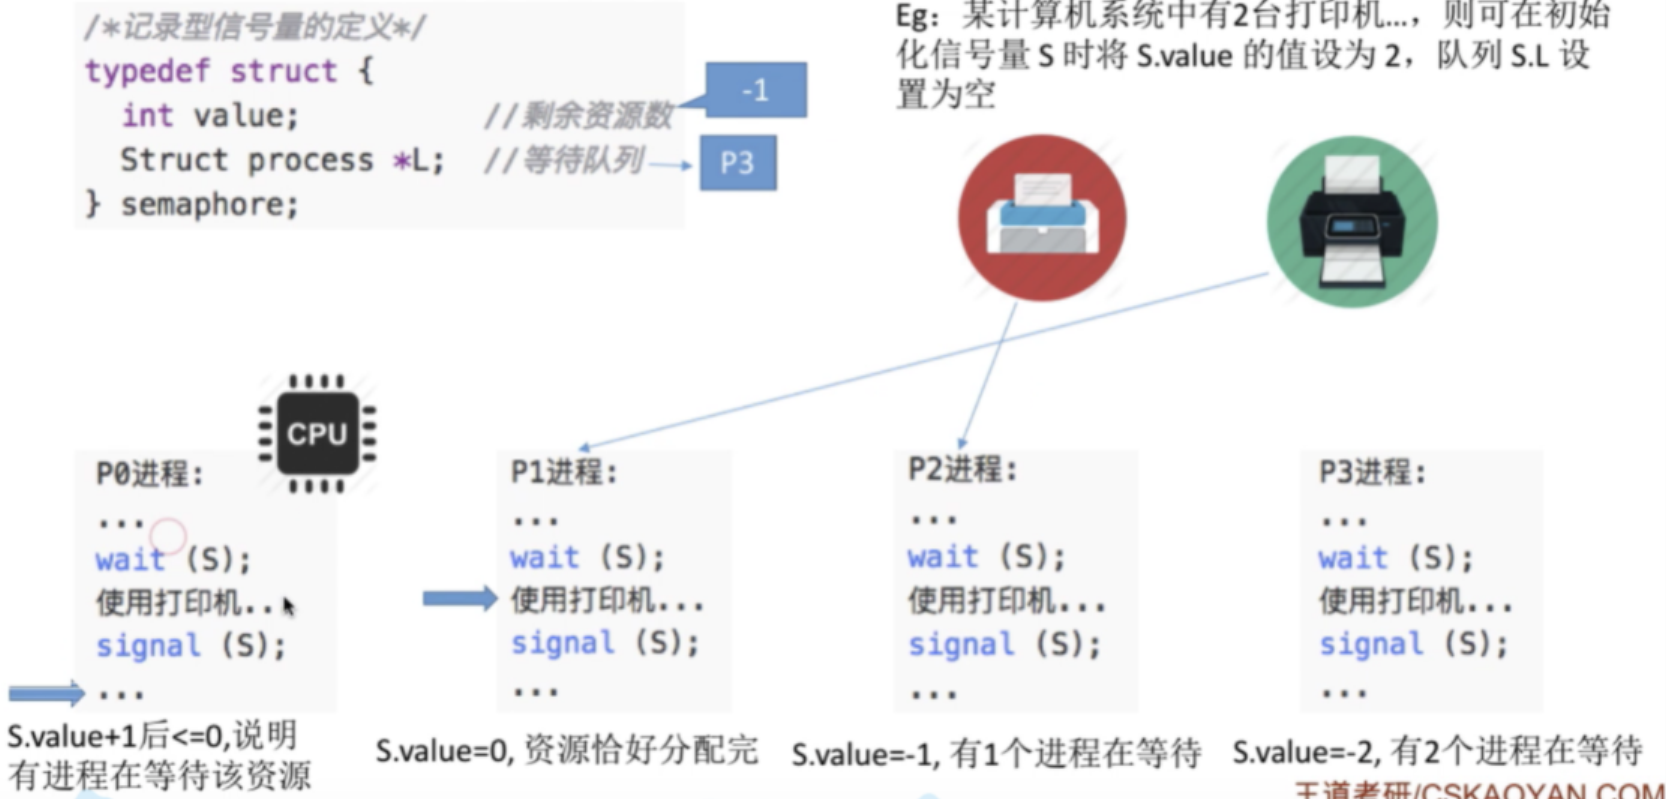 /*记录型信号量的定义*/
typedef struct {
int value; //剩余资源数
Struct process *L; //等待队列
} semaphore;
-1
P3
Eg：某计算机系统中有2台打印机...，则可在初始
化信号量 S 时将 S.value 的值设为 2，队列 S.L 设
置为空
CPU
P0进程:
...
wait (S);
使用打印机..
signal (S);
...
S.value+1后<=0,说明
有进程在等待该资源
P1进程:
...
wait (S);
使用打印机...
signal (S);
...
S.value=0, 资源恰好分配完
P2进程:
...
wait (S);
使用打印机...
signal (S);
...
S.value=-1, 有1个进程在等待
P3进程:
...
wait (S);
使用打印机...
signal (S);
...
S.value=-2, 有2个进程在等待
王道考研/CSKAOYAN.COM